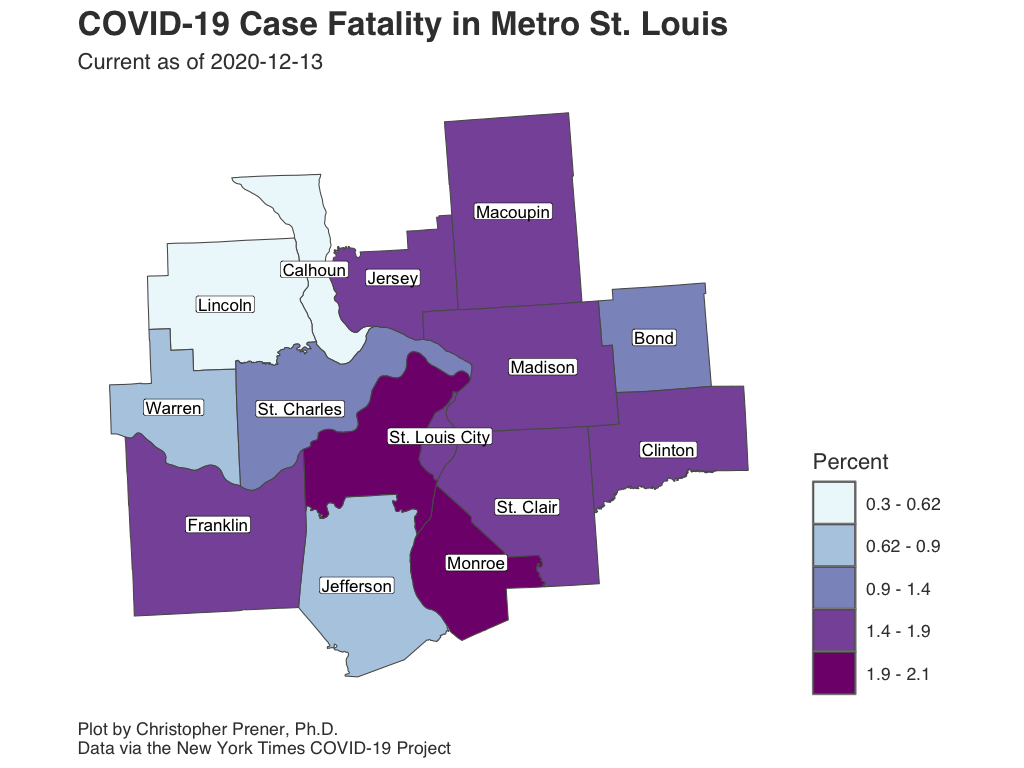 COVID-19 Case Fatality in Metro St. Louis
Current as of 2020-12-13
Macoupin
Calhoun
Jersey
Lincoln
Bond
Madison
Warren
St. Charles
St. Louis City
Clinton
Franklin
St. Clair
Monroe
Jefferson
Percent
0.3 - 0.62
0.62 - 0.9
0.9 - 1.4
1.4 - 1.9
1.9 - 2.1
Plot by Christopher Prener, Ph.D.
Data via the New York Times COVID-19 Project